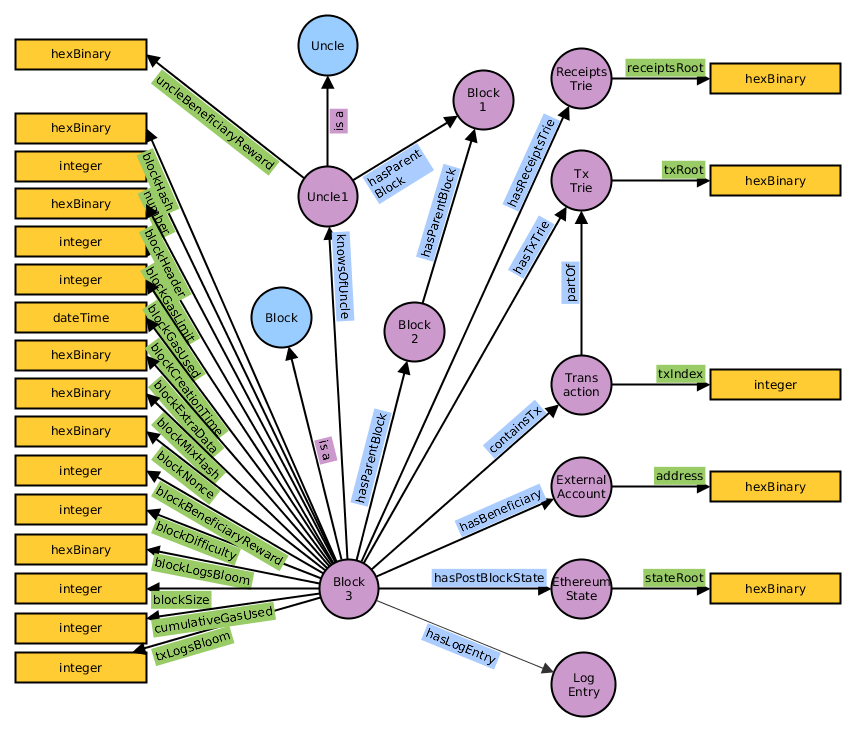 hexBinary
uncleBeneficiaryReward
Uncle
is a
Uncle1
hasParent
Block
Block
1
hasParentBlock
Receipts
Trie
receiptsRoot
hexBinary
hasReceiptsTrie
Tx
Trie
txRoot
hexBinary
hasTxTrie
partOf
knowsOfUncle
Block
is a
Block
2
hasParentBlock
hexBinary
integer
hexBinary
integer
integer
dateTime
hexBinary
hexBinary
hexBinary
integer
integer
hexBinary
integer
integer
integer
blockHash
number
blockHeader
blockGasLimit
blockGasUsed
blockCreationTime
blockExtraData
blockMixHash
blockNonce
blockBeneficiaryReward
blockDifficulty
blockLogsBloom
blockSize
cumulativeGasUsed
txLogsBloom
Block
3
containsTx
Trans
action
txIndex
integer
hasBeneficiary
External
Account
address
hexBinary
hasPostBlockState
Ethereum
State
stateRoot
hexBinary
hasLogEntry
Log
Entry